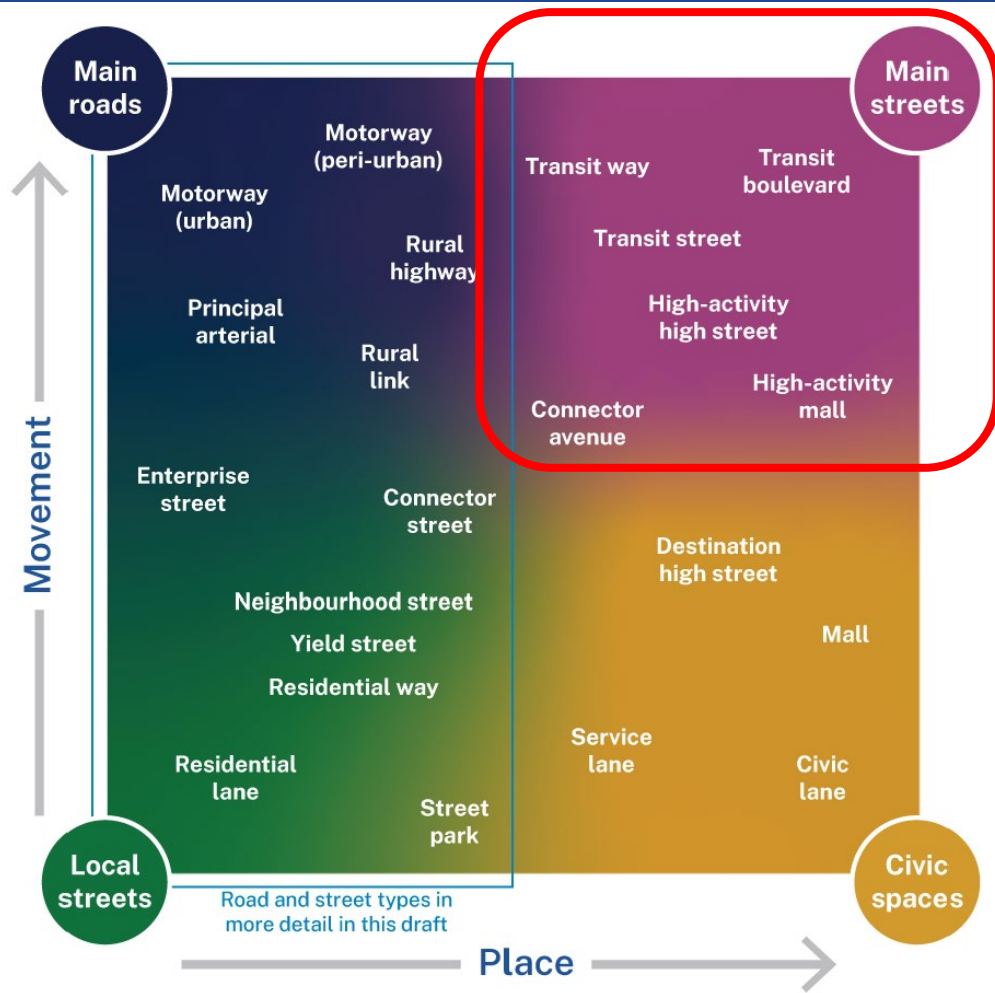 Main
roads
Main
streets
Motorway
(peri-urban)
Transit way
Transit
boulevard
Motorway
(urban)
Transit street
Rural
highway
Principal
arterial
High-activity
high street
Rural
link
High-activity
mall
Connector
avenue
Movement
Enterprise
street
Connector
street
Destination
high street
Neighbourhood street
Mall
Yield street
Residential way
Service
lane
Residential
lane
Civic
lane
Street
park
Local
streets
Civic
spaces
Road and street types in
more detail in this draft
Place